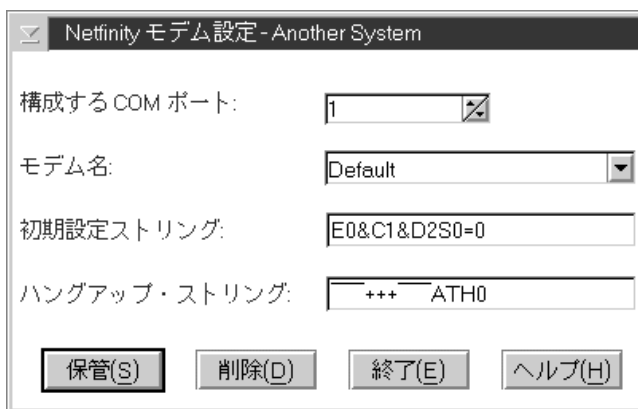 Netfinity モデム設定 - Another System
構成する COM ポート: 1
モデム名: Default
初期設定ストリング: E0&C1&D2S0=0
ハングアップ・ストリング: ‾‾+++‾‾ATH0
保管(S) 削除(D) 終了(E) ヘルプ(H)